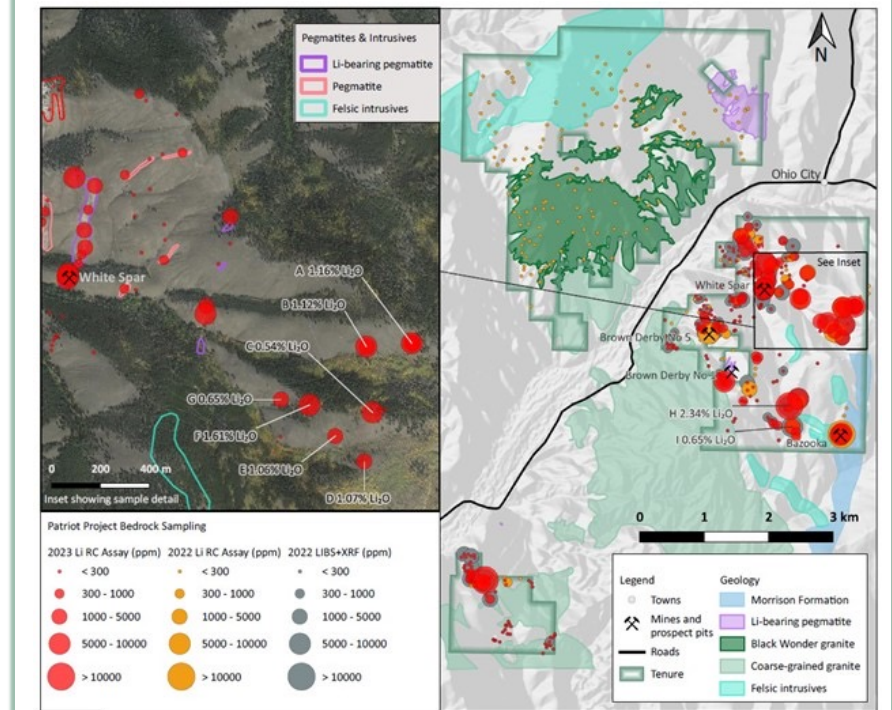 Pegmatites & Intrusives
Li-bearing pegmatite
Pegmatite
Felsic intrusives
White Spar
A 1.16% Li₂O
B 1.12% Li₂O
C 0.54% Li₂O
G 0.65% Li₂O
F 1.61% Li₂O
E 1.06% Li₂O
D 1.07% Li₂O
0 200 400 m
Inset showing sample detail
N
Ohio City
See Inset
White Spar
Brown Derby No 5
Brown Derby No
H 2.34% Li₂O
I 0.65% Li₂O
Bazooka
0 1 2 3 km
Patriot Project Bedrock Sampling
2023 Li RC Assay (ppm)
< 300
300 - 1000
1000 - 5000
5000 - 10000
> 10000
2022 Li RC Assay (ppm)
< 300
300 - 1000
1000 - 5000
5000 - 10000
> 10000
2022 LIBS+XRF (ppm)
< 300
300 - 1000
1000 - 5000
5000 - 10000
> 10000
Legend
Towns
Mines and
prospect pits
Roads
Tenure
Geology
Morrison Formation
Li-bearing pegmatite
Black Wonder granite
Coarse-grained granite
Felsic intrusives